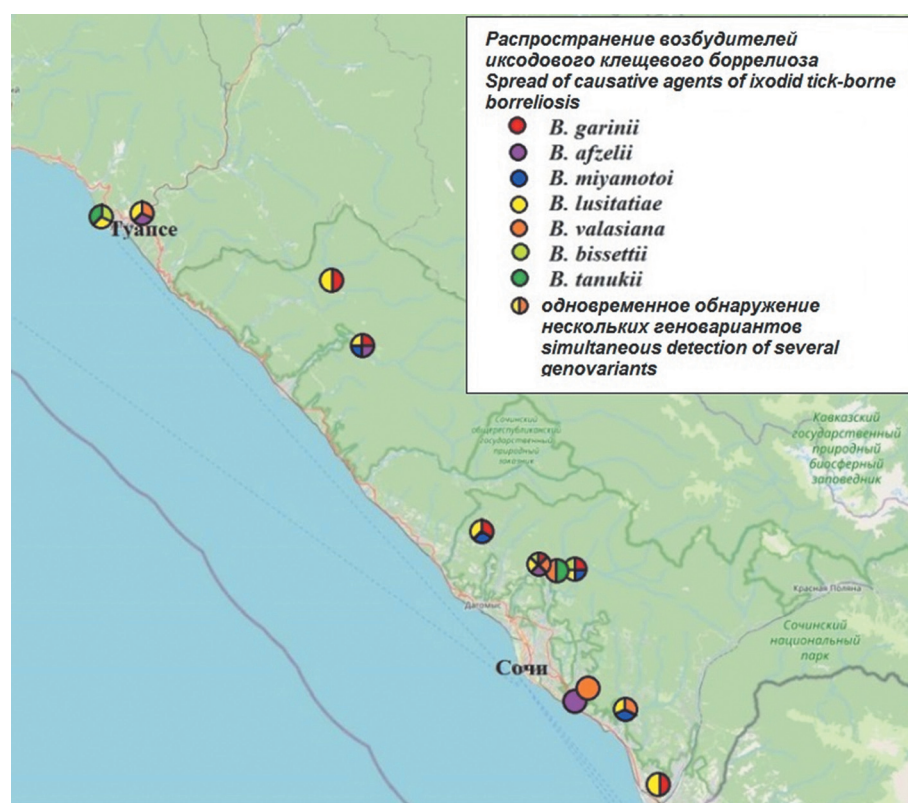 Распространение возбудителей
иксодового клещевого боррелиоза
Spread of causative agents of ixodid tick-borne
borreliosis
B. garinii
B. afzelii
B. miyamotoi
B. lusitatiae
B. valasiana
B. bissettii
B. tanukii
одновременное обнаружение
нескольких геновариантов
simultaneous detection of several
genovariants
Туапсе
Сочинский
общереспубликанский
государственный
природный
заказник
Кавказский
государственный
природный
биосферный
заповедник
Красная Поляна
Дагомыс
Сочинский
национальный
парк
Сочи